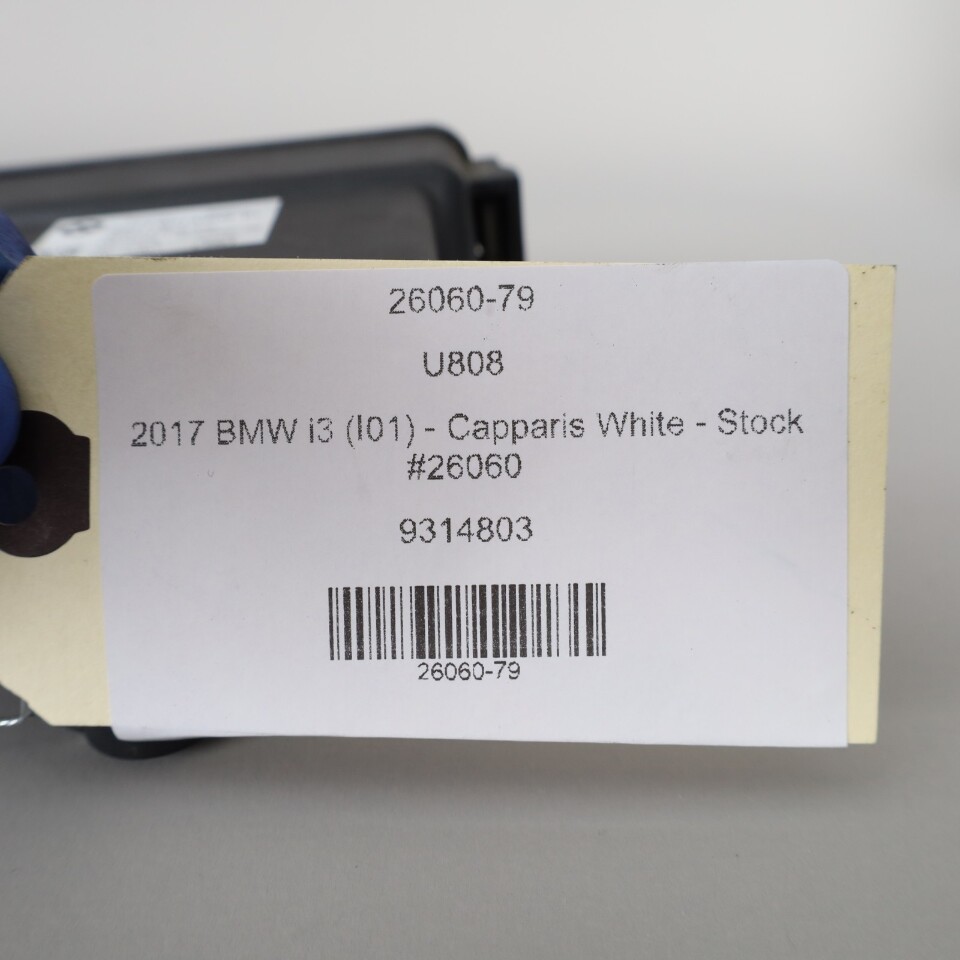 26060-79
U808
2017 BMW i3 (I01) - Capparis White - Stock
#26060
9314803
26060-79